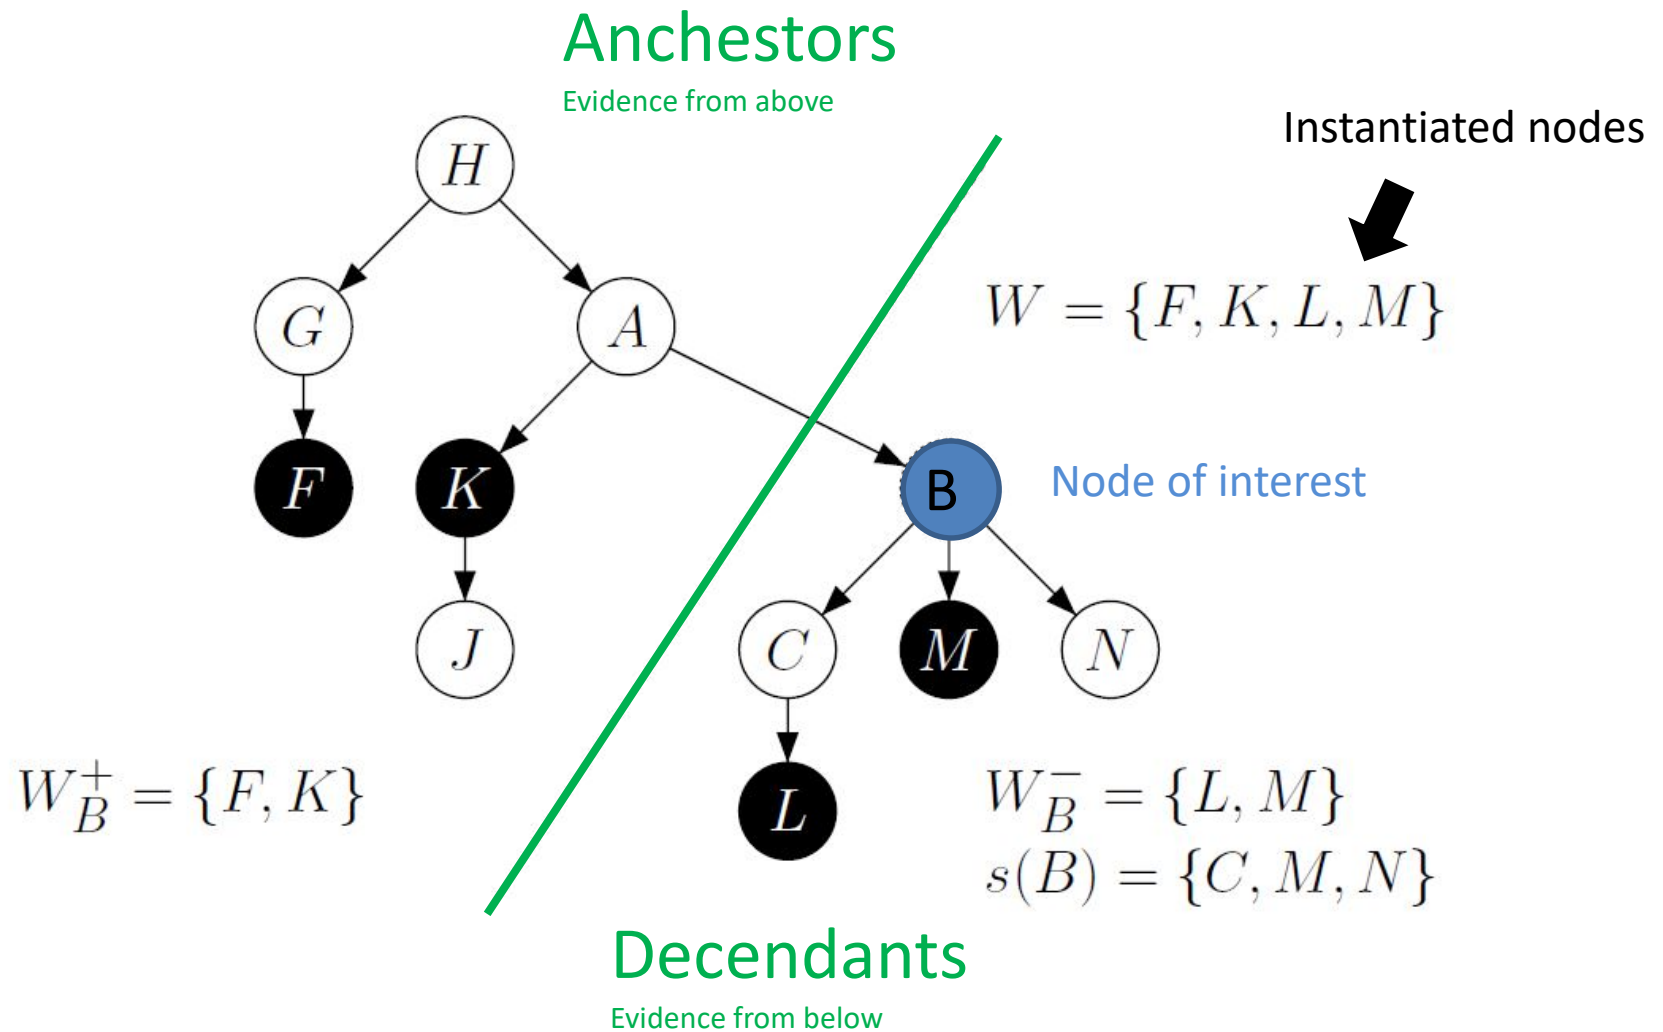 Anchestors
Evidence from above
Instantiated nodes
H
G
A
W = {F, K, L, M}
F
K
B
Node of interest
J
C
M
N
W_B^+ = {F, K}
L
W_B^- = {L, M}
s(B) = {C, M, N}
Decendants
Evidence from below